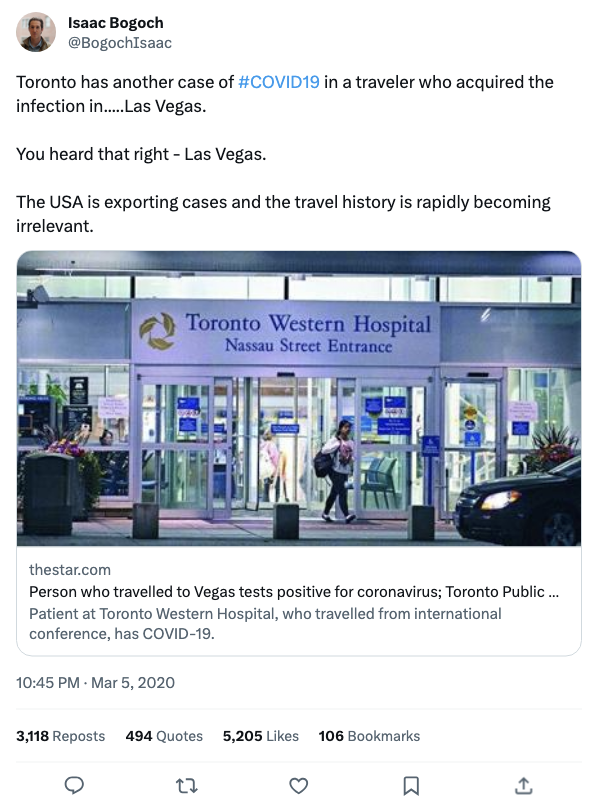 Isaac Bogoch
@BogochIsaac
Toronto has another case of #COVID19 in a traveler who acquired the
infection in.....Las Vegas.
You heard that right - Las Vegas.
The USA is exporting cases and the travel history is rapidly becoming
irrelevant.
Toronto Western Hospital
Nassau Street Entrance
thestar.com
Person who travelled to Vegas tests positive for coronavirus; Toronto Public ...
Patient at Toronto Western Hospital, who travelled from international
conference, has COVID-19.
10:45 PM · Mar 5, 2020
3,118 Reposts 494 Quotes 5,205 Likes 106 Bookmarks